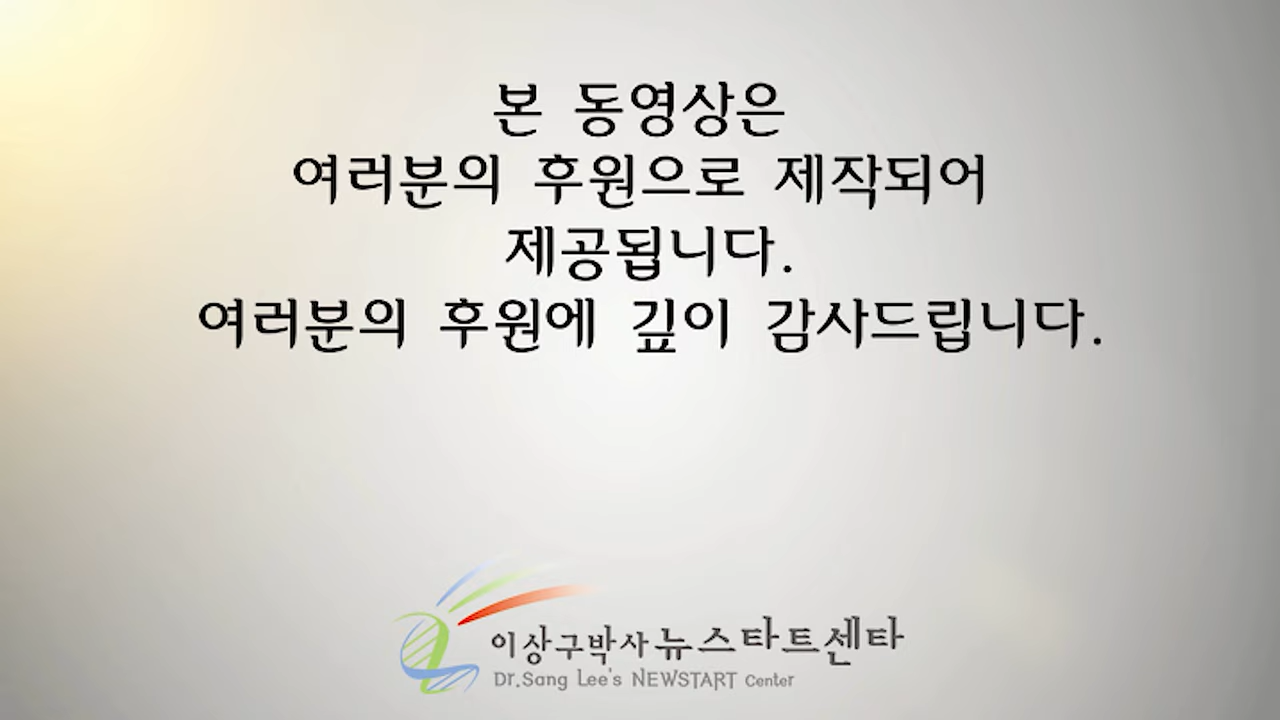 본 동영상은
여러분의 후원으로 제작되어
제공됩니다.
여러분의 후원에 깊이 감사드립니다.
이상구박사 뉴스타트센타
Dr.Sang Lee's NEWSTART Center